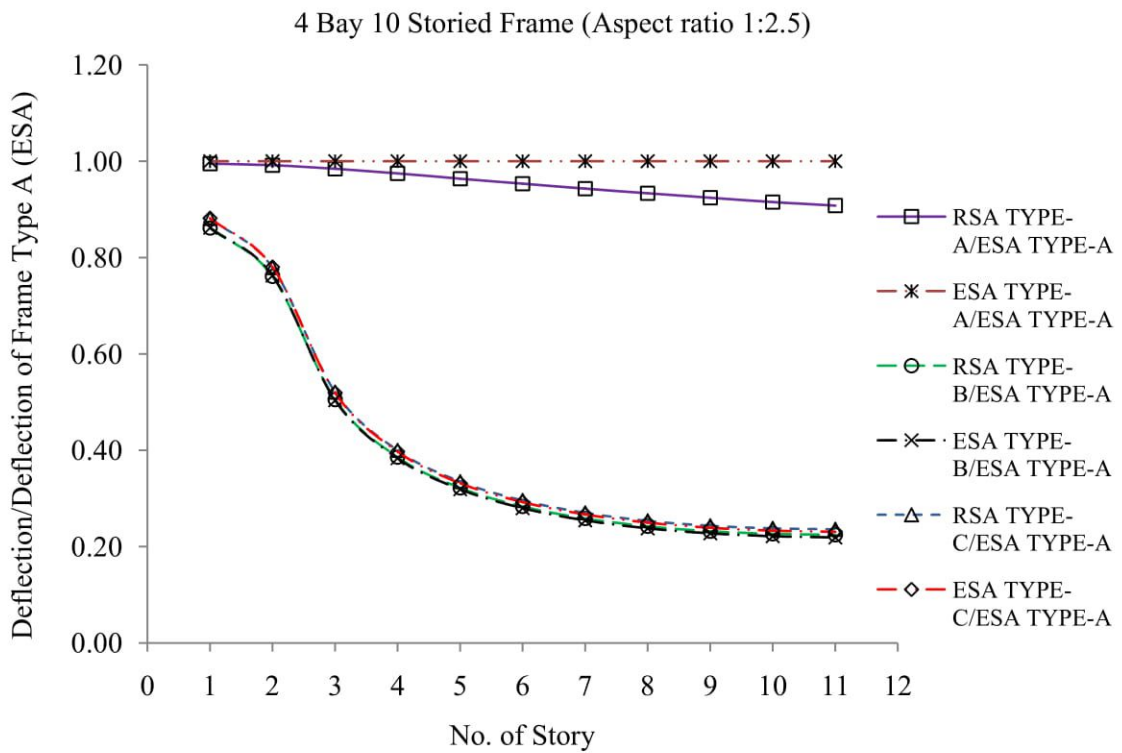 4 Bay 10 Storied Frame (Aspect ratio 1:2.5)
Deflection/Deflection of Frame Type A (ESA)
1.20
1.00
0.80
0.60
0.40
0.20
0.00
0 1 2 3 4 5 6 7 8 9 10 11 12
No. of Story
RSA TYPE-
A/ESA TYPE-A
ESA TYPE-
A/ESA TYPE-A
RSA TYPE-
B/ESA TYPE-A
ESA TYPE-
B/ESA TYPE-A
RSA TYPE-
C/ESA TYPE-A
ESA TYPE-
C/ESA TYPE-A